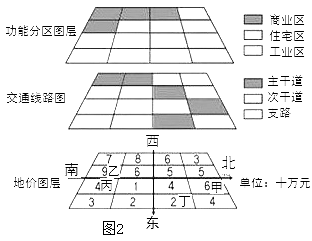 功能分区图层
商业区
住宅区
工业区
交通线路图
主干道
次干道
支路
西
南 北
7 8 6 3
9 乙 6 5 5
地价图层 单位：十万元
4 丙 1 4 6 甲
3 2 2 丁 4
图2 东